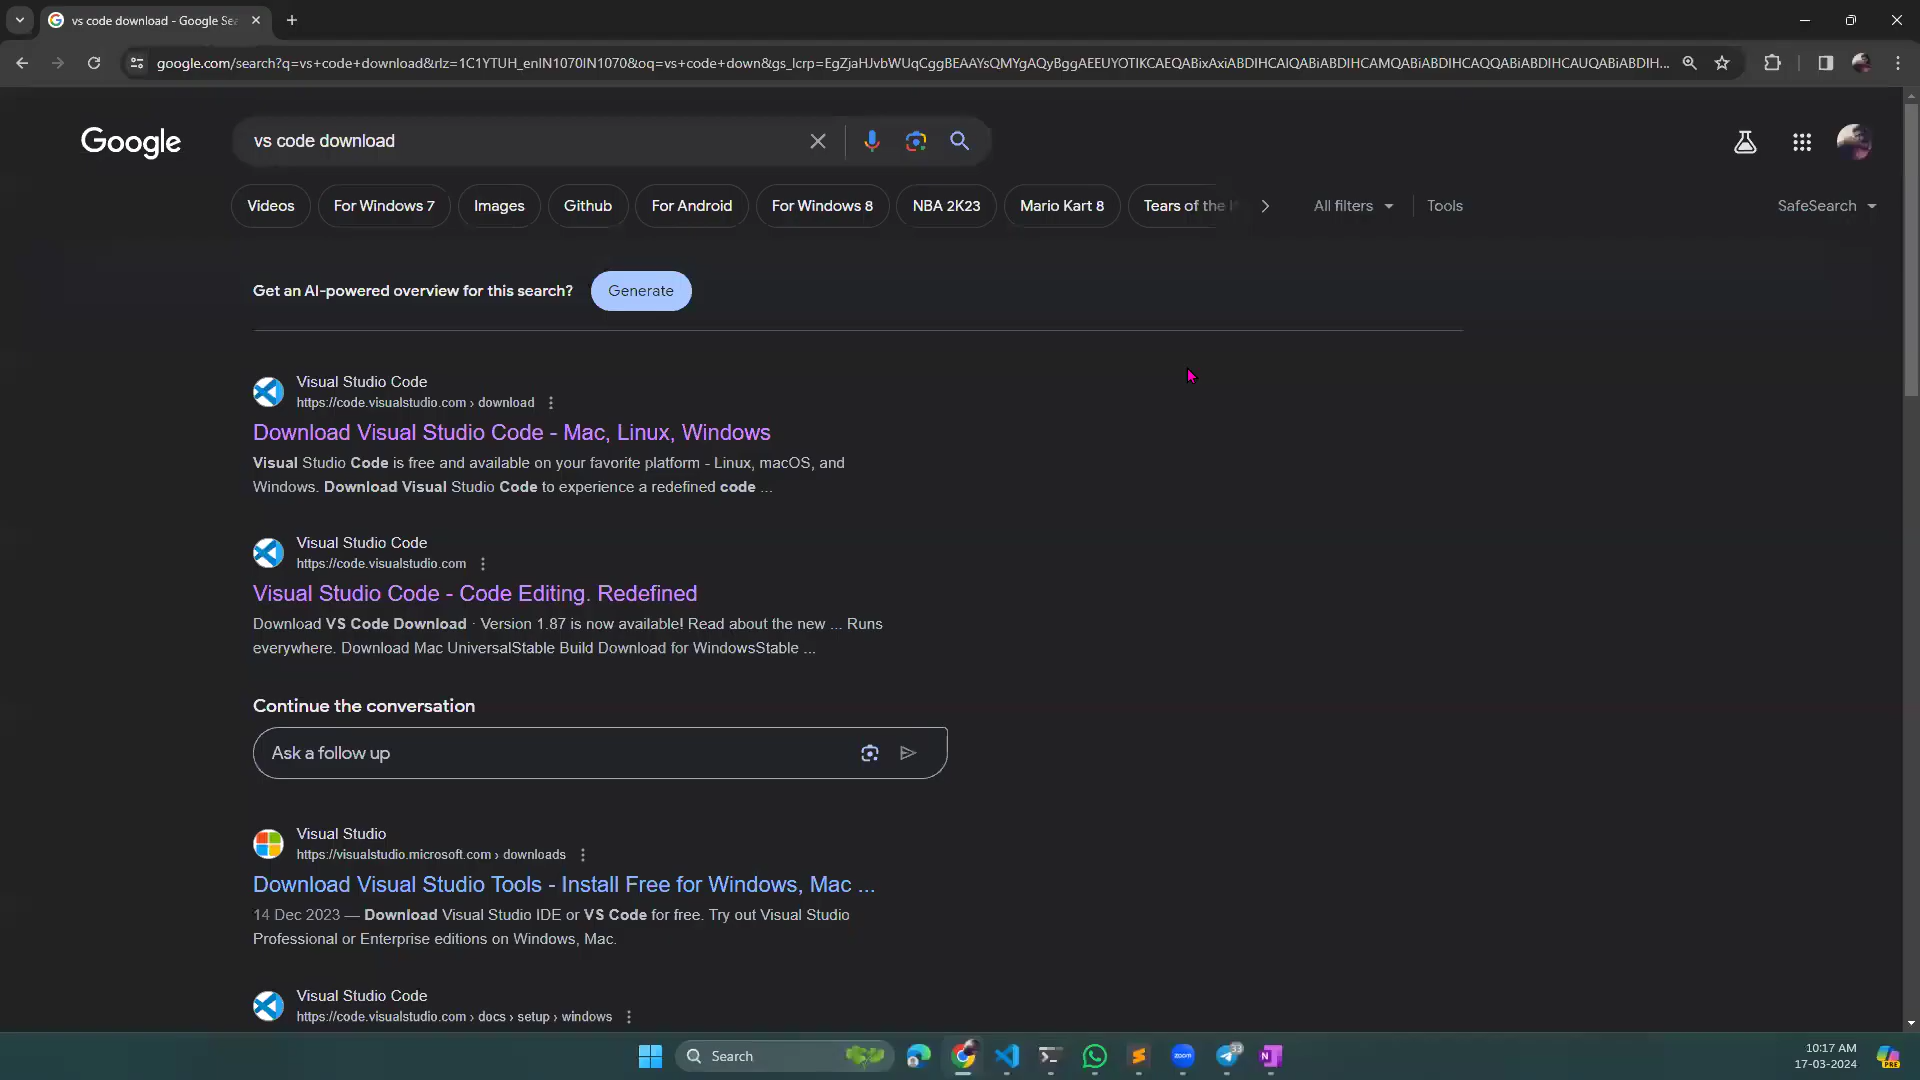 vs code download - Google Sea
google.com/search?q=vs+code+download&rlz=1C1YTUH_enIN1070IN1070&oq=vs+code+down&gs_lcrp=EgZjaHJvbWUqCggBEAAYsQMYgAQyBggAEEUYOTIKCAEQABixAxiABDIHCAIQABiABDIHCAMQABiABDIHCAQQABiABDIHCAUQABiABDIH...
Google
vs code download
Videos
For Windows 7
Images
Github
For Android
For Windows 8
NBA 2K23
Mario Kart 8
Tears of the
All filters
Tools
SafeSearch
Get an AI-powered overview for this search?
Generate
Visual Studio Code
https://code.visualstudio.com › download
Download Visual Studio Code - Mac, Linux, Windows
Visual Studio Code is free and available on your favorite platform - Linux, macOS, and
Windows. Download Visual Studio Code to experience a redefined code ...
Visual Studio Code
https://code.visualstudio.com
Visual Studio Code - Code Editing. Redefined
Download VS Code Download · Version 1.87 is now available! Read about the new ... Runs
everywhere. Download Mac UniversalStable Build Download for WindowsStable ...
Continue the conversation
Ask a follow up
Visual Studio
https://visualstudio.microsoft.com › downloads
Download Visual Studio Tools - Install Free for Windows, Mac ...
14 Dec 2023 — Download Visual Studio IDE or VS Code for free. Try out Visual Studio
Professional or Enterprise editions on Windows, Mac.
Visual Studio Code
https://code.visualstudio.com › docs › setup › windows
Search
zoom
33
10:17 AM
17-03-2024
PRE